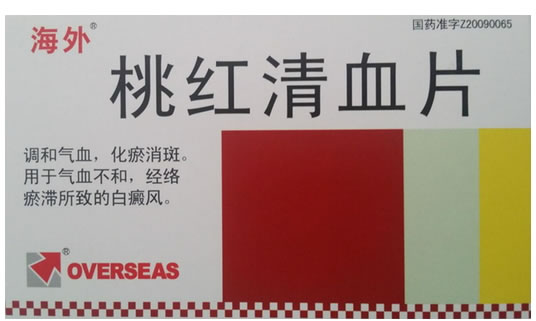 海外®
国药准字Z20090065
桃红清血片
调和气血，化瘀消斑。
用于气血不和，经络
瘀滞所致的白癜风。
® OVERSEAS